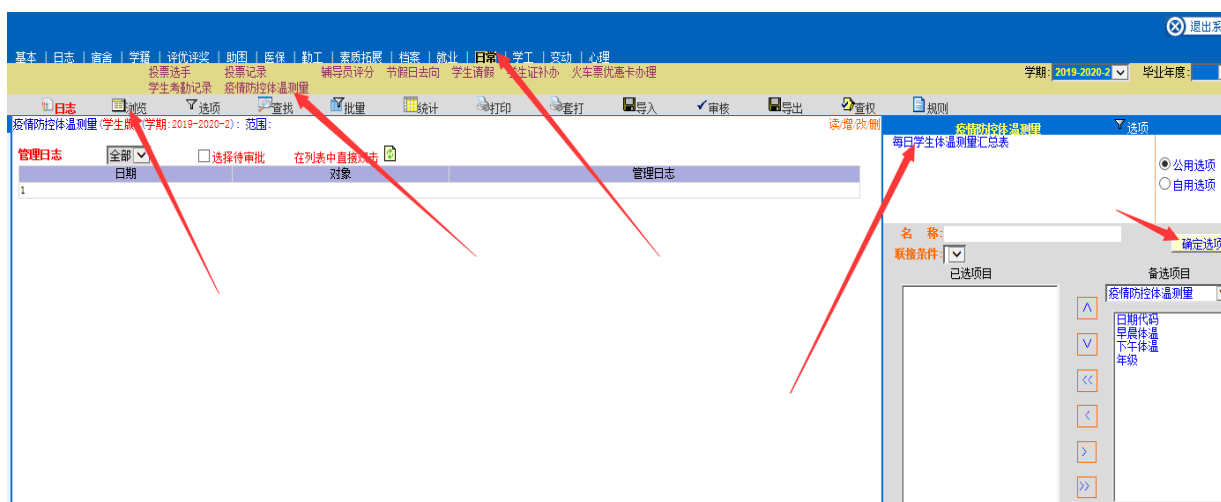 退出系
基本 | 日志 | 宿舍 | 学籍 | 评优评奖 | 助困 | 医保 | 勤工 | 素质拓展 | 档案 | 就业 | 日常 | 学工 | 变动 | 心理
投票选手 投票记录 辅导员评分 节假日去向 学生请假 学生证补办 火车票优惠卡办理 学期: 2019-2020-2 毕业年度:
学生考勤记录 疫情防控体温测量
日志 浏览 选项 查找 批量 统计 打印 套打 导入 审核 导出 查权 规则
疫情防控体温测量(学生版)(学期:2019-2020-2): 范围: 读/增/改/删
管理日志 全部 选择待审批 在列表中直接双击
日期 对象 管理日志
1
疫情防控体温测量 选项
每日学生体温测量汇总表
公用选项
自用选项
名 称:
确定选项
联接条件:
已选项目 备选项目
疫情防控体温测量
日期代码
早晨体温
下午体温
年级
∧
∨
<<
<
>
>>